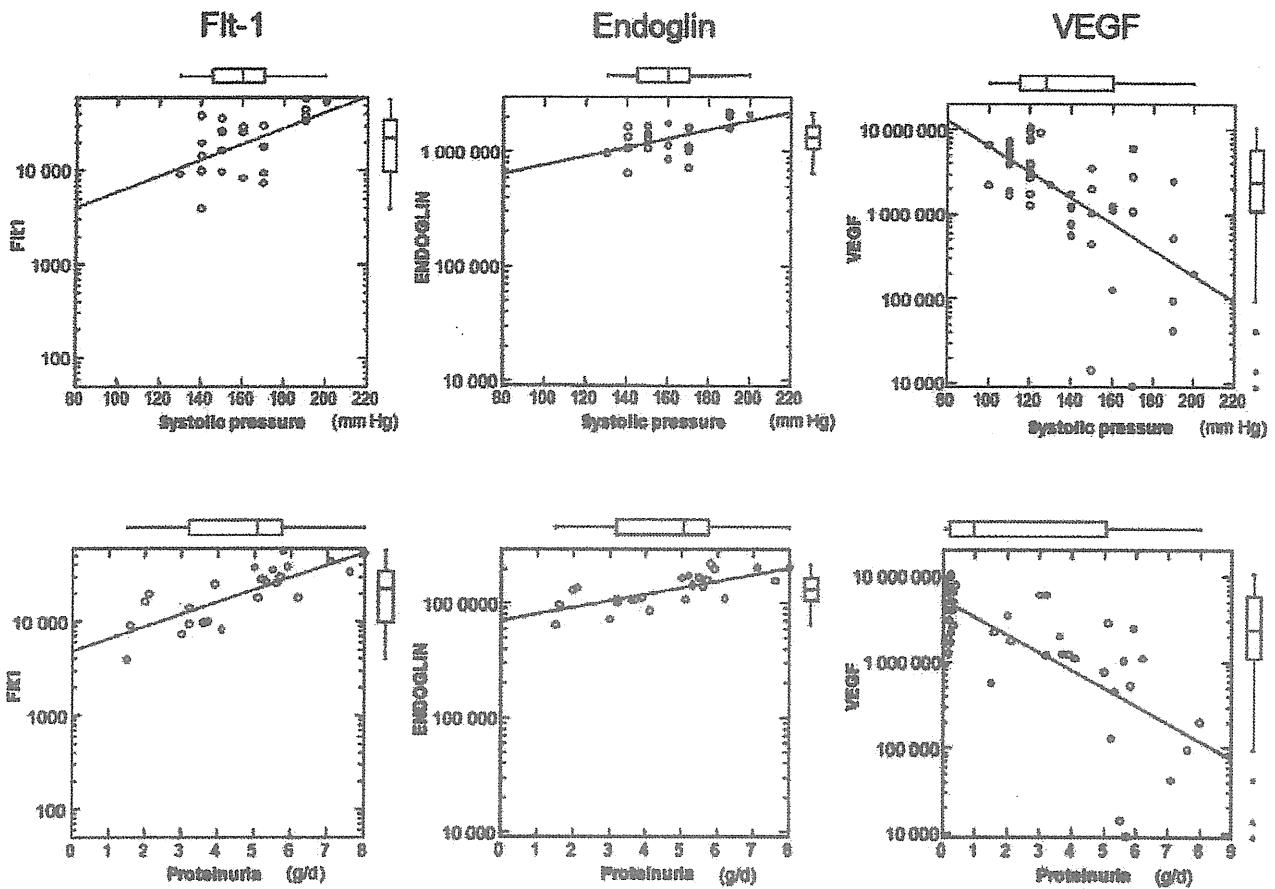 Flt-1 Endoglin VEGF
Flt1
10 000
1000
100
80 100 120 140 160 180 200 220
Systolic pressure (mm Hg)
ENDOGLIN
1 000 000
100 000
10 000
80 100 120 140 160 180 200 220
Systolic pressure (mm Hg)
VEGF
10 000 000
1 000 000
100 000
10 000
80 100 120 140 160 180 200 220
Systolic pressure (mm Hg)
Flt1
10 000
1000
100
0 1 2 3 4 5 6 7 8
Proteinuria (g/d)
ENDOGLIN
100 0000
100 000
10 000
0 1 2 3 4 5 6 7 8
Proteinuria (g/d)
VEGF
10 000 000
1 000 000
100 000
10 000
0 1 2 3 4 5 6 7 8 9
Proteinuria (g/d)